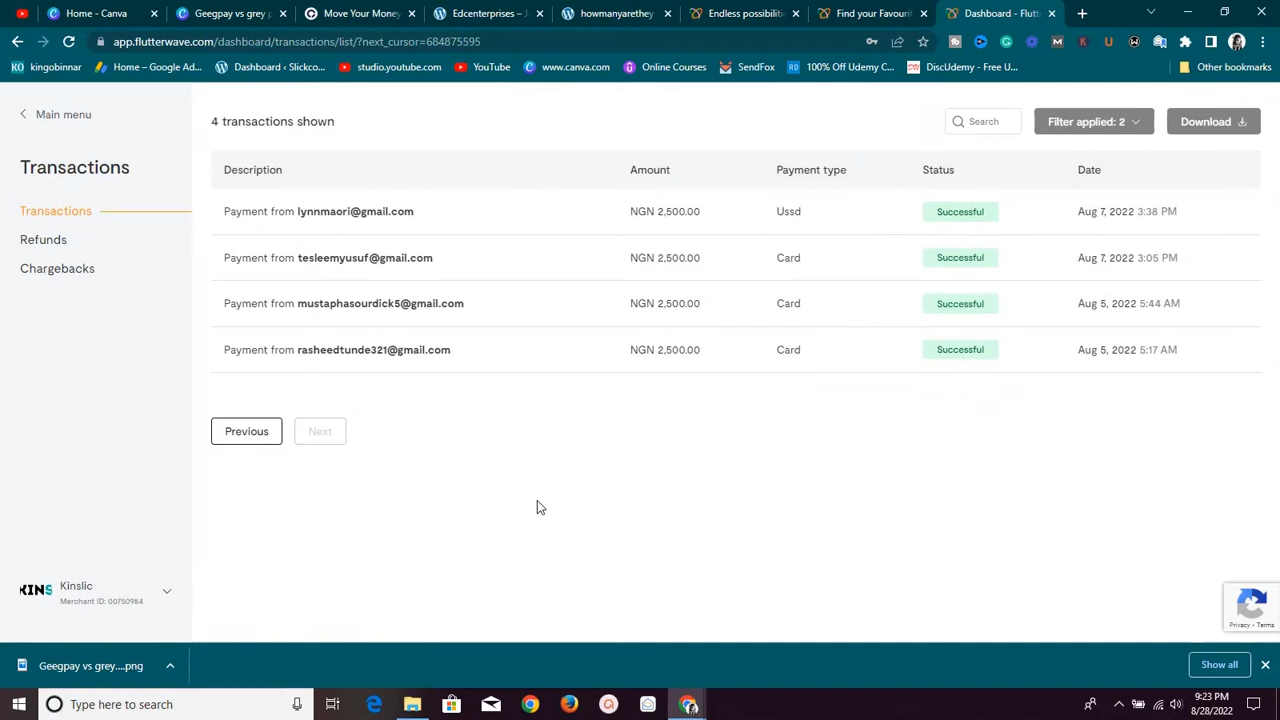 Home - Canva
Geegpay vs grey p
Move Your Money
Edcenterprises – J
howmanyarethey
Endless possibiliti
Find your Favourit
Dashboard - Flutt
app.flutterwave.com/dashboard/transactions/list/?next_cursor=684875595
kingobinnar
Home – Google Ad...
Dashboard ‹ Slickco...
studio.youtube.com
YouTube
www.canva.com
Online Courses
SendFox
100% Off Udemy C...
DiscUdemy - Free U...
Other bookmarks
Main menu
4 transactions shown
Search
Filter applied: 2
Download
Transactions
Description Amount Payment type Status Date
Transactions
Refunds
Chargebacks
Payment from lynnmaori@gmail.com NGN 2,500.00 Ussd Successful Aug 7, 2022 3:38 PM
Payment from tesleemyusuf@gmail.com NGN 2,500.00 Card Successful Aug 7, 2022 3:05 PM
Payment from mustaphasourdick5@gmail.com NGN 2,500.00 Card Successful Aug 5, 2022 5:44 AM
Payment from rasheedtunde321@gmail.com NGN 2,500.00 Card Successful Aug 5, 2022 5:17 AM
Previous
Next
KINS
Kinslic
Merchant ID: 00750984
Privacy - Terms
Geegpay vs grey....png
Show all
Type here to search
9:23 PM
8/28/2022